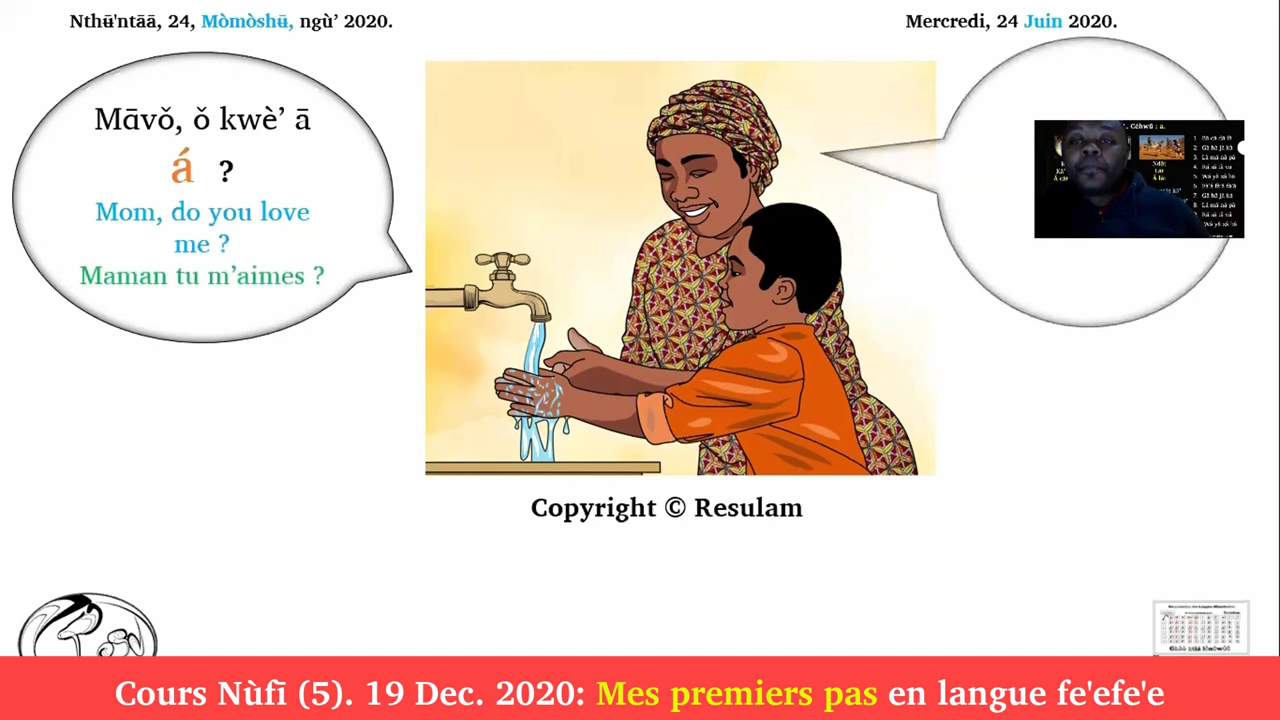 Nthʉ̄'ntāā, 24, Mòmòshʉ̄, ngù’ 2020.
Mercredi, 24 Juin 2020.
Māvǒ, ǒ kwè’ ā
á ?
Mom, do you love
me ?
Maman tu m’aimes ?
Copyright © Resulam
Cours Nùfī (5). 19 Dec. 2020: Mes premiers pas en langue fe'efe'e